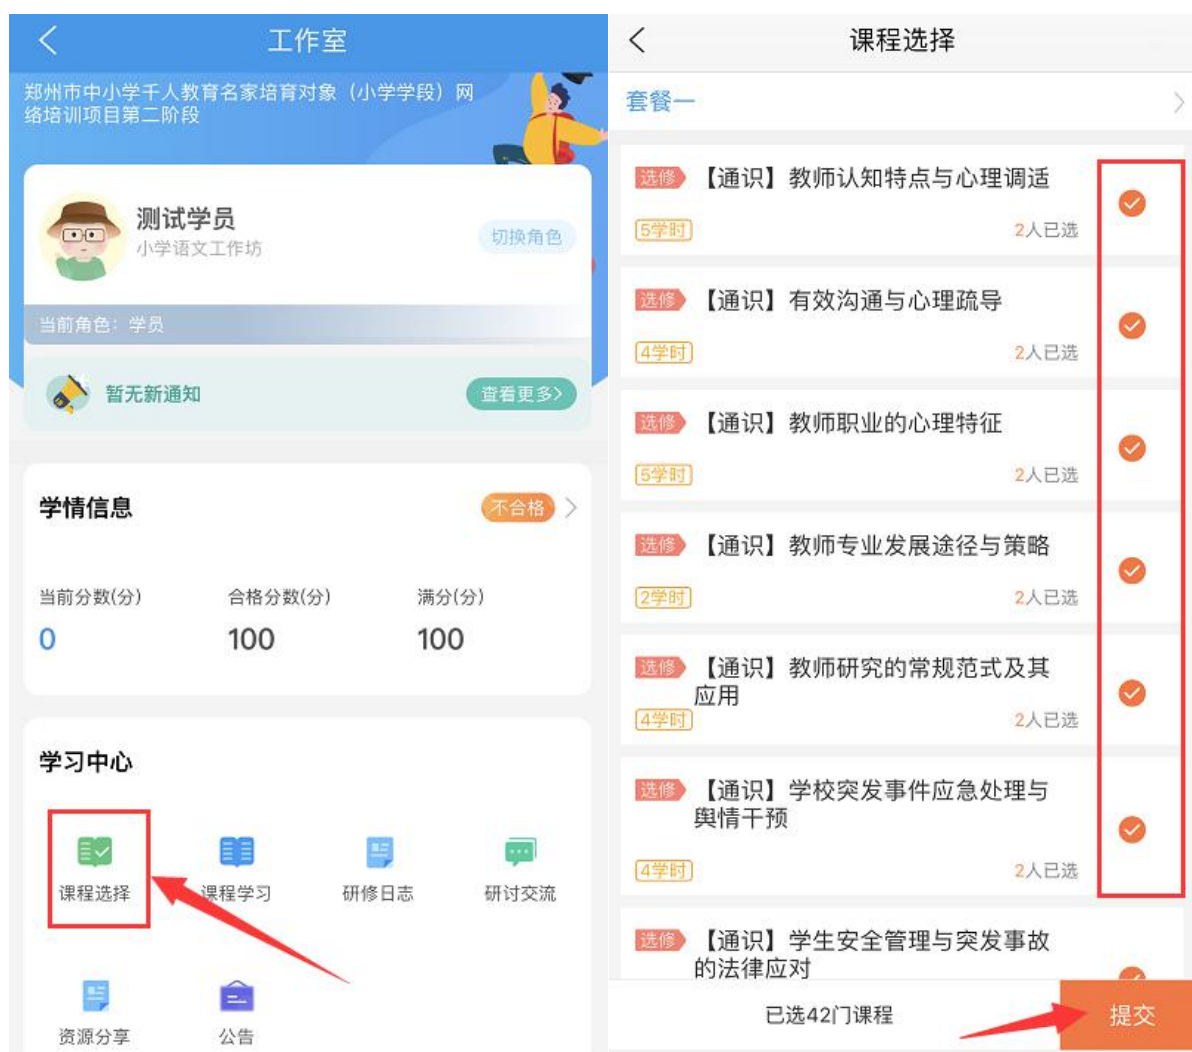 工作室
郑州市中小学千人教育名家培育对象（小学学段）网
络培训项目第二阶段
测试学员
小学语文工作坊
切换角色
当前角色：学员
暂无新通知
查看更多>
学情信息
不合格
当前分数(分)
合格分数(分)
满分(分)
0
100
100
学习中心
课程选择
课程学习
研修日志
研讨交流
资源分享
公告
课程选择
套餐一
选修
【通识】教师认知特点与心理调适
5学时
2人已选
选修
【通识】有效沟通与心理疏导
4学时
2人已选
选修
【通识】教师职业的心理特征
5学时
2人已选
选修
【通识】教师专业发展途径与策略
2学时
2人已选
选修
【通识】教师研究的常规范式及其
应用
4学时
2人已选
选修
【通识】学校突发事件应急处理与
舆情干预
4学时
2人已选
选修
【通识】学生安全管理与突发事故
的法律应对
已选42门课程
提交